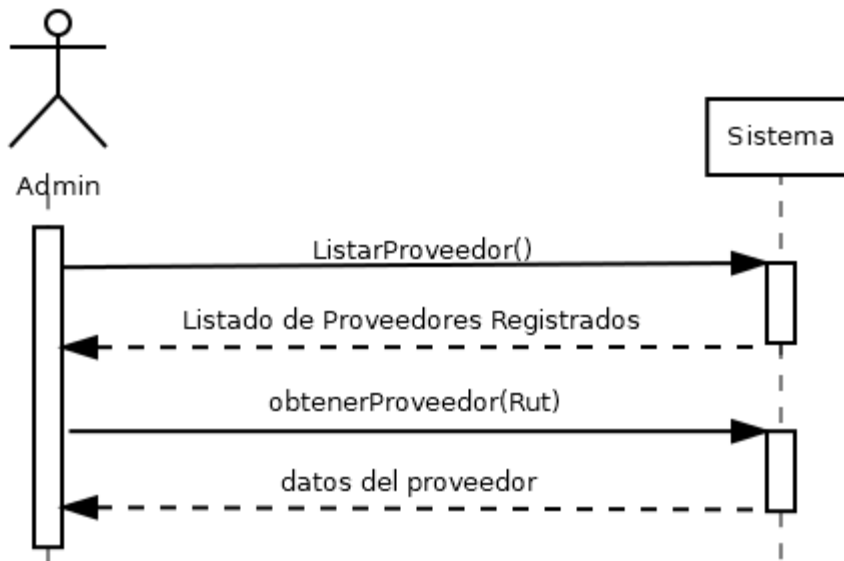 Admin
Sistema
ListarProveedor()
Listado de Proveedores Registrados
obtenerProveedor(Rut)
datos del proveedor